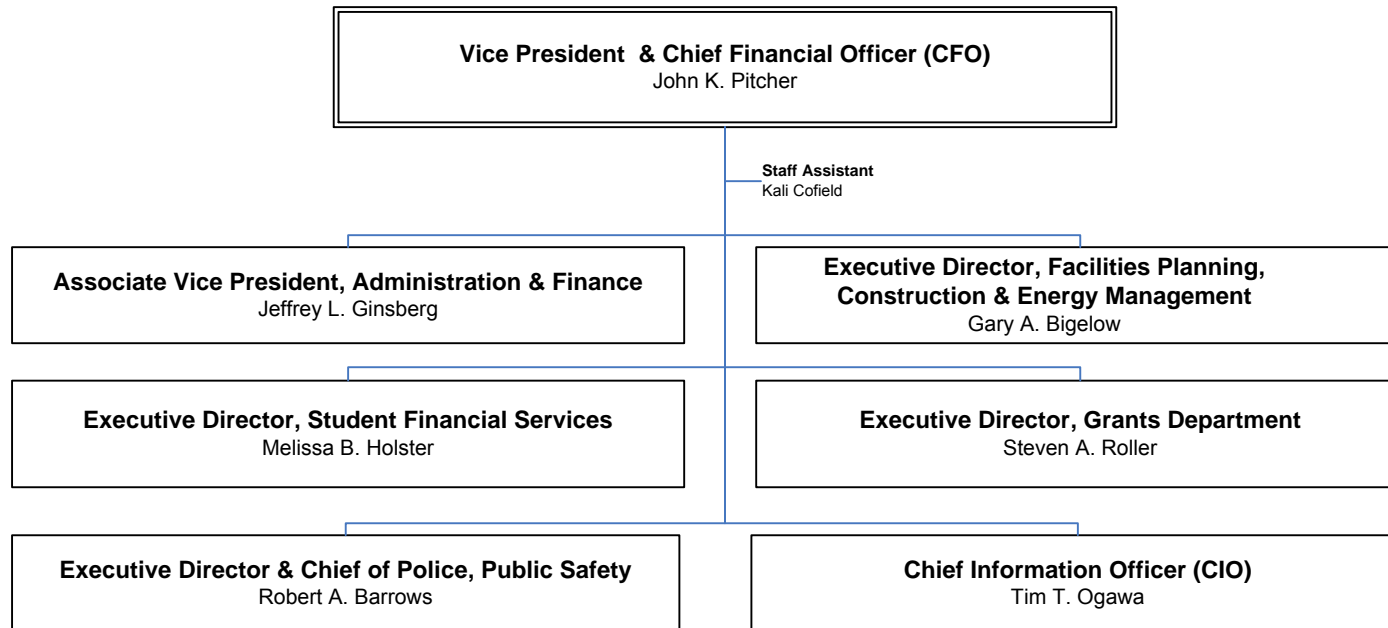 Vice President & Chief Financial Officer (CFO)
John K. Pitcher
Staff Assistant
Kali Cofield
Associate Vice President, Administration & Finance
Jeffrey L. Ginsberg
Executive Director, Facilities Planning,
Construction & Energy Management
Gary A. Bigelow
Executive Director, Student Financial Services
Melissa B. Holster
Executive Director, Grants Department
Steven A. Roller
Executive Director & Chief of Police, Public Safety
Robert A. Barrows
Chief Information Officer (CIO)
Tim T. Ogawa